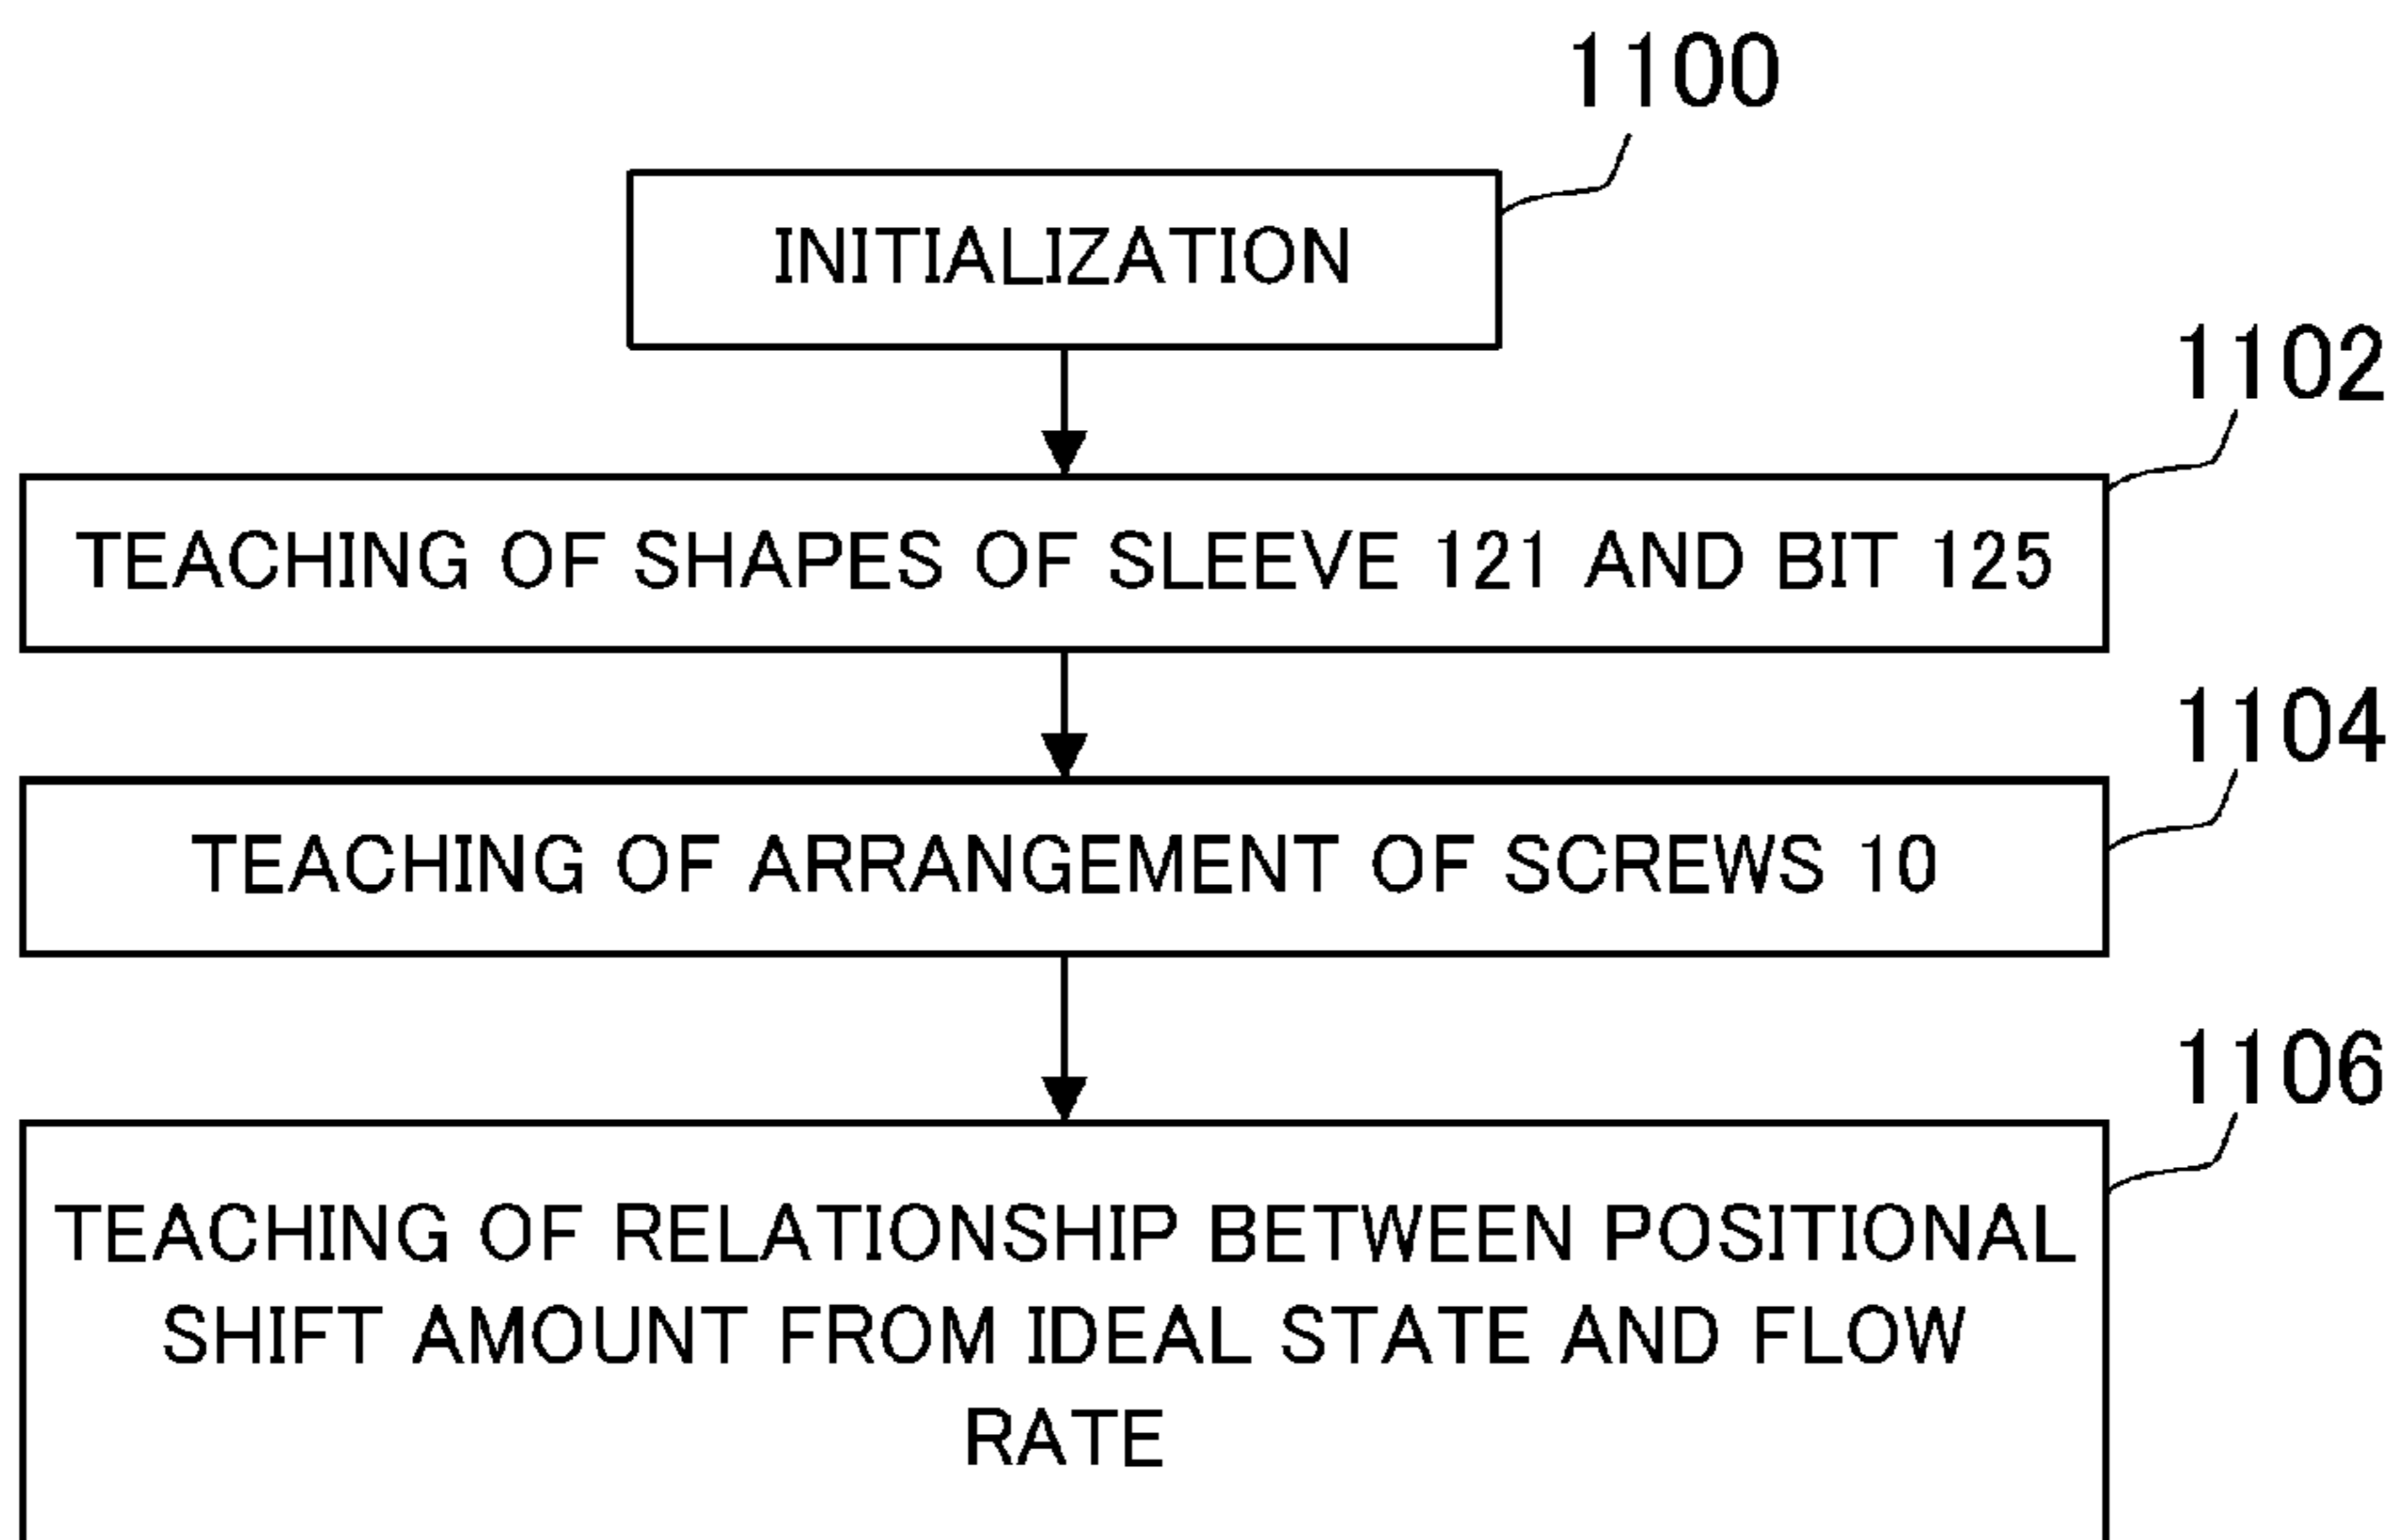 1100
INITIALIZATION
1102
TEACHING OF SHAPES OF SLEEVE 121 AND BIT 125
1104
TEACHING OF ARRANGEMENT OF SCREWS 10
1106
TEACHING OF RELATIONSHIP BETWEEN POSITIONAL
SHIFT AMOUNT FROM IDEAL STATE AND FLOW
RATE